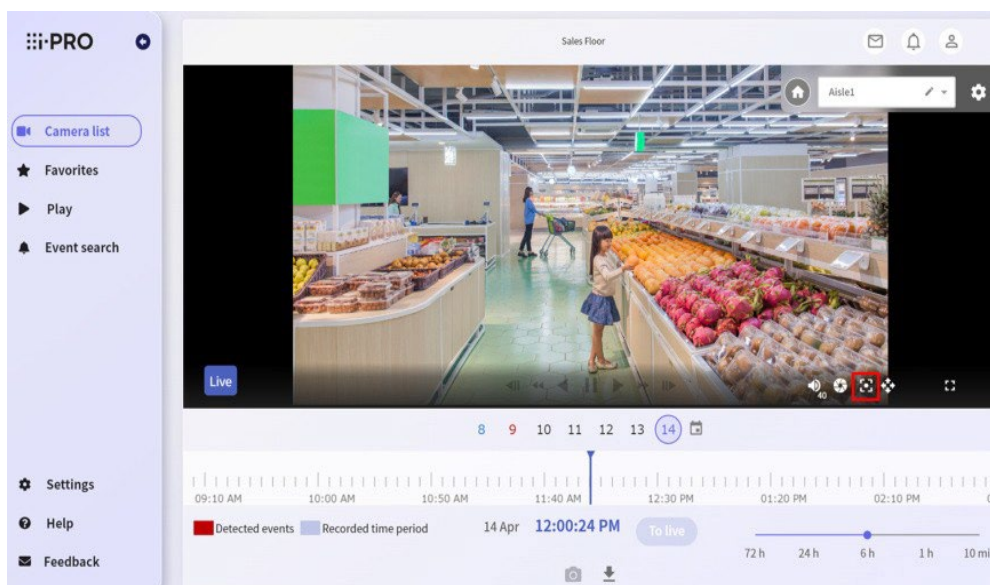 i-PRO
Sales Floor
Aisle1
Camera list
Favorites
Play
Event search
Live
40
8 9 10 11 12 13 14
09:10 AM 10:00 AM 10:50 AM 11:40 AM 12:30 PM 01:20 PM 02:10 PM
Settings
Detected events Recorded time period 14 Apr 12:00:24 PM To live
Help
72 h 24 h 6 h 1 h 10 mi
Feedback